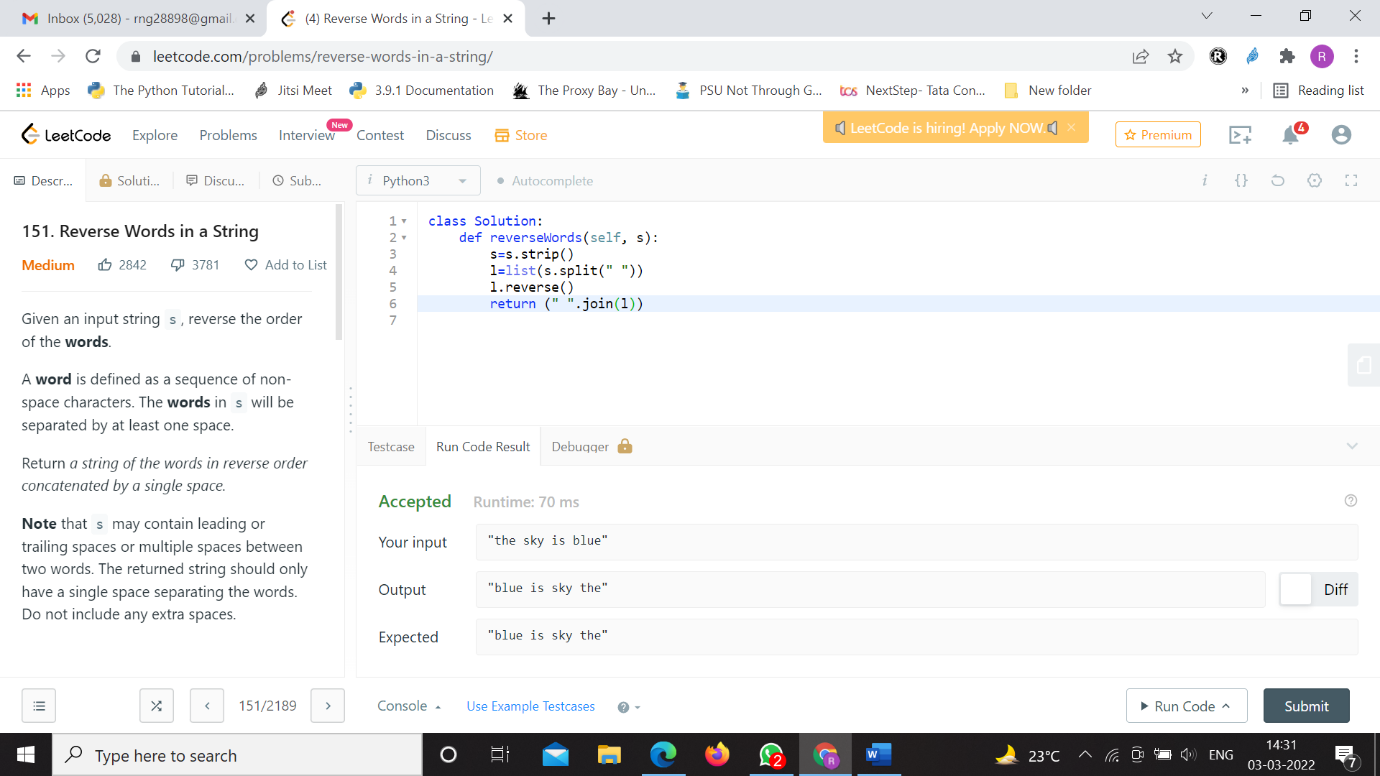 Inbox (5,028) - rng28898@gmail.
(4) Reverse Words in a String - Le
leetcode.com/problems/reverse-words-in-a-string/
R
Apps
The Python Tutorial...
Jitsi Meet
3.9.1 Documentation
The Proxy Bay - Un...
PSU Not Through G...
tcs
NextStep- Tata Con...
New folder
»
Reading list
LeetCode
Explore
Problems
Interview
New
Contest
Discuss
Store
LeetCode is hiring! Apply NOW.
Premium
4
Descr...
Soluti...
Discu...
Sub...
i Python3
Autocomplete
i {}
151. Reverse Words in a String
Medium
2842
3781
Add to List
Given an input string s, reverse the order
of the words.
A word is defined as a sequence of non-
space characters. The words in s will be
separated by at least one space.
Return a string of the words in reverse order
concatenated by a single space.
Note that s may contain leading or
trailing spaces or multiple spaces between
two words. The returned string should only
have a single space separating the words.
Do not include any extra spaces.
1 class Solution:
2 def reverseWords(self, s):
3 s=s.strip()
4 l=list(s.split(" "))
5 l.reverse()
6 return (" ".join(l))
7
Testcase
Run Code Result
Debugger
Accepted
Runtime: 70 ms
Your input
"the sky is blue"
Output
"blue is sky the"
Diff
Expected
"blue is sky the"
151/2189
Console
Use Example Testcases
Run Code
Submit
Type here to search
2
R
W
23°C
ENG
14:31
03-03-2022
7